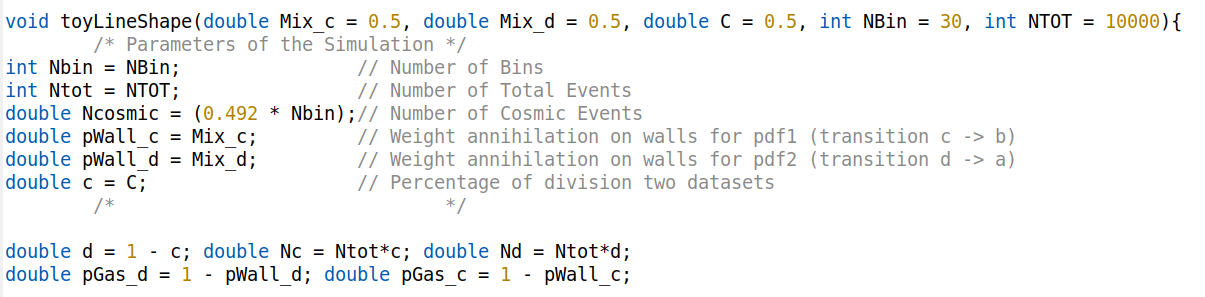 void toyLineShape(double Mix_c = 0.5, double Mix_d = 0.5, double C = 0.5, int NBin = 30, int NTOT = 10000){
/* Parameters of the Simulation */
int Nbin = NBin; // Number of Bins
int Ntot = NTOT; // Number of Total Events
double Ncosmic = (0.492 * Nbin);// Number of Cosmic Events
double pWall_c = Mix_c; // Weight annihilation on walls for pdf1 (transition c -> b)
double pWall_d = Mix_d; // Weight annihilation on walls for pdf2 (transition d -> a)
double c = C; // Percentage of division two datasets
/* */
double d = 1 - c; double Nc = Ntot*c; double Nd = Ntot*d;
double pGas_d = 1 - pWall_d; double pGas_c = 1 - pWall_c;